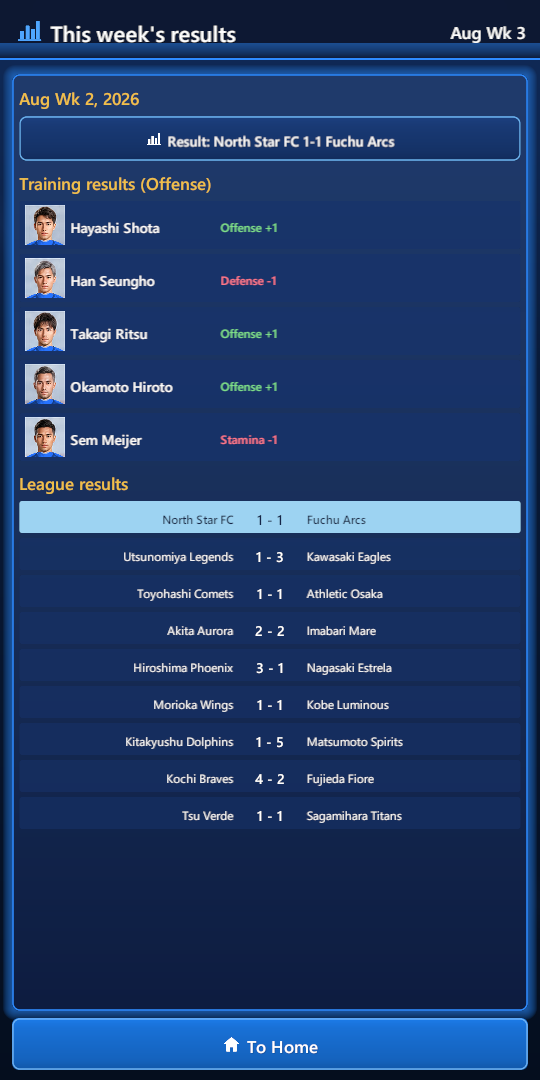 This week's results
Aug Wk 3
Aug Wk 2, 2026
Result: North Star FC 1-1 Fuchu Arcs
Training results (Offense)
Hayashi Shota Offense +1
Han Seungho Defense -1
Takagi Ritsu Offense +1
Okamoto Hiroto Offense +1
Sem Meijer Stamina -1
League results
North Star FC 1 - 1 Fuchu Arcs
Utsunomiya Legends 1 - 3 Kawasaki Eagles
Toyohashi Comets 1 - 1 Athletic Osaka
Akita Aurora 2 - 2 Imabari Mare
Hiroshima Phoenix 3 - 1 Nagasaki Estrela
Morioka Wings 1 - 1 Kobe Luminous
Kitakyushu Dolphins 1 - 5 Matsumoto Spirits
Kochi Braves 4 - 2 Fujieda Fiore
Tsu Verde 1 - 1 Sagamihara Titans
To Home